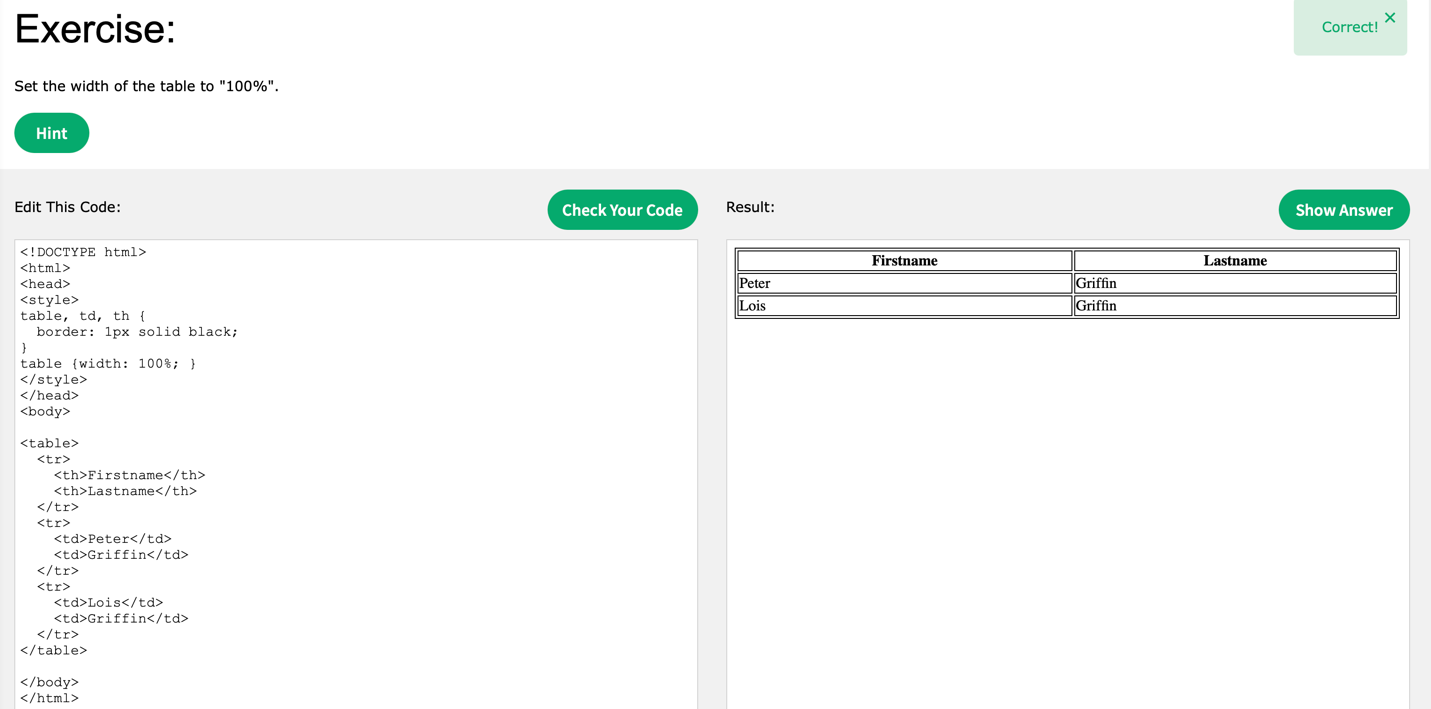 Exercise:
Correct! ×
Set the width of the table to "100%".
Hint
Edit This Code:
Check Your Code
<!DOCTYPE html>
<html>
<head>
<style>
table, td, th {
  border: 1px solid black;
}
table {width: 100%; }
</style>
</head>
<body>

<table>
  <tr>
    <th>Firstname</th>
    <th>Lastname</th>
  </tr>
  <tr>
    <td>Peter</td>
    <td>Griffin</td>
  </tr>
  <tr>
    <td>Lois</td>
    <td>Griffin</td>
  </tr>
</table>

</body>
</html>
Result:
Show Answer
Firstname Lastname
Peter Griffin
Lois Griffin